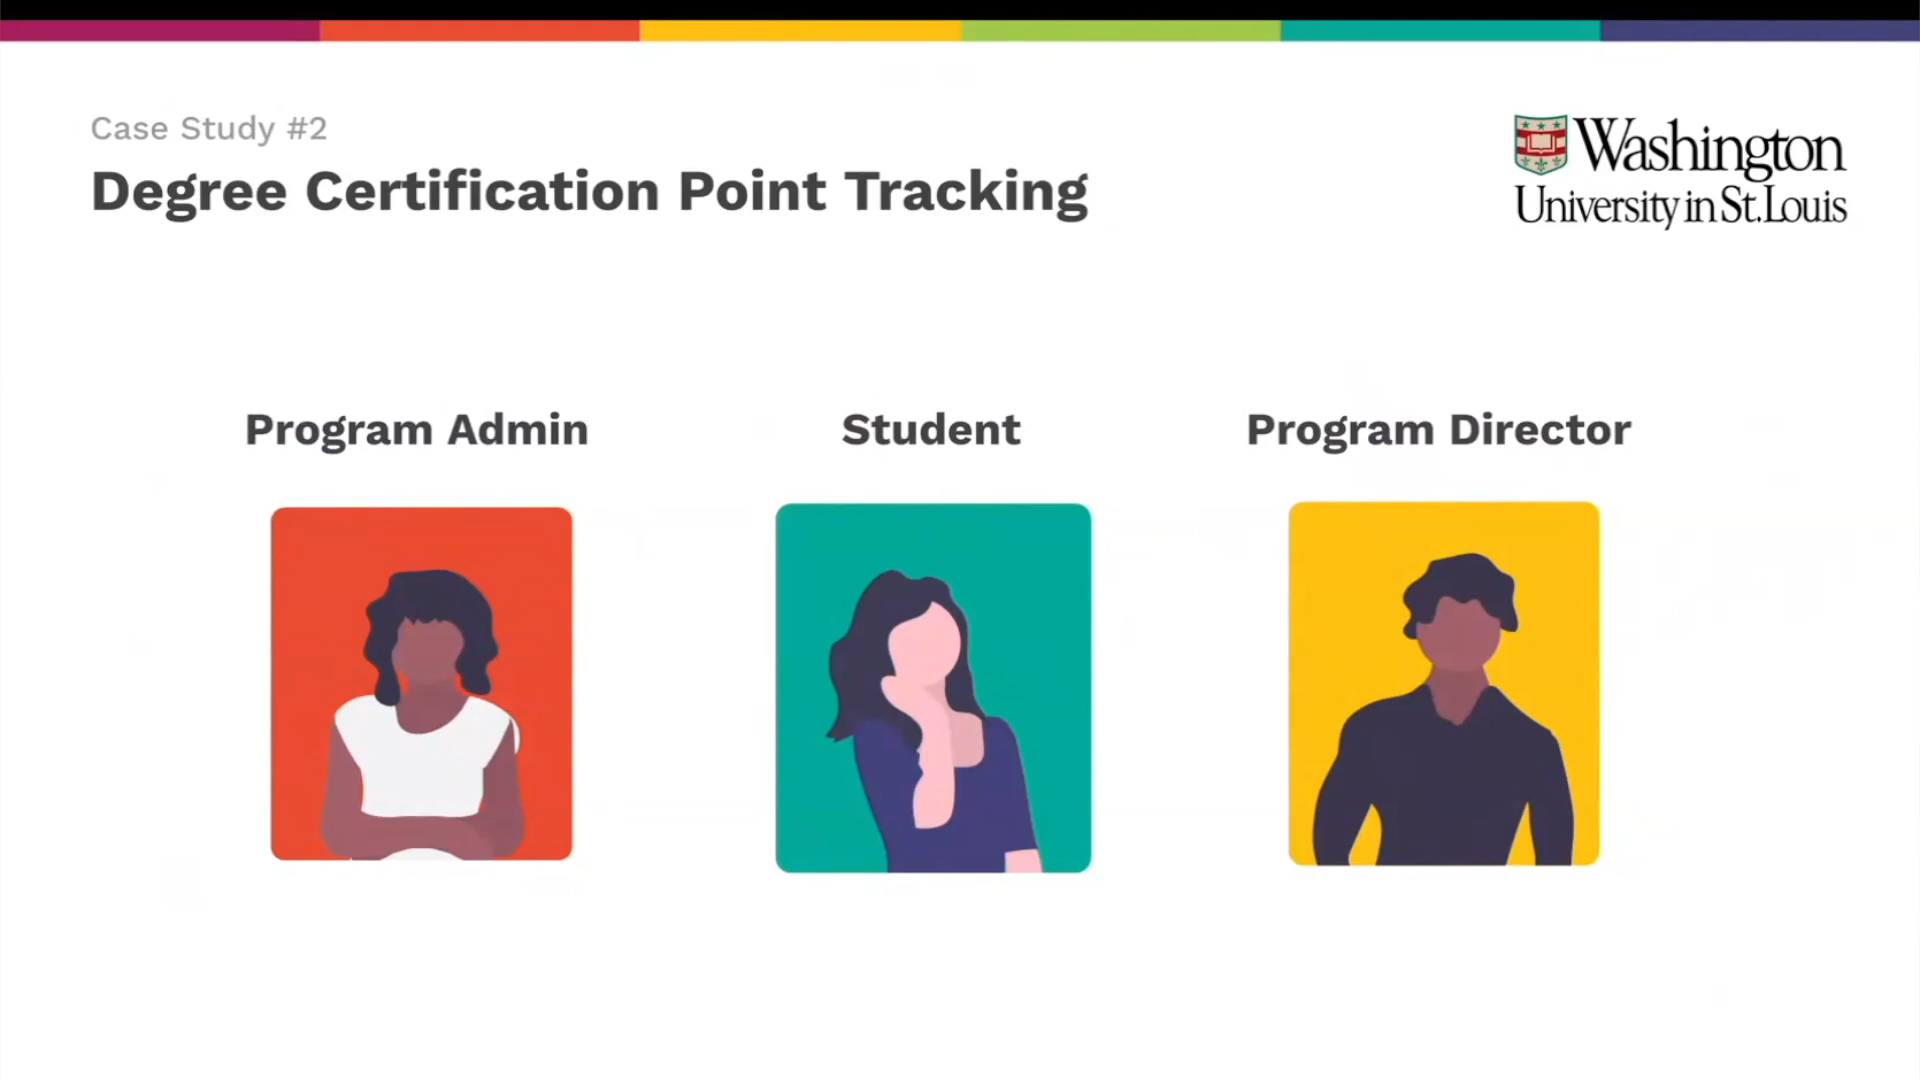 Case Study #2
Degree Certification Point Tracking
Washington
University in St. Louis
Program Admin
Student
Program Director